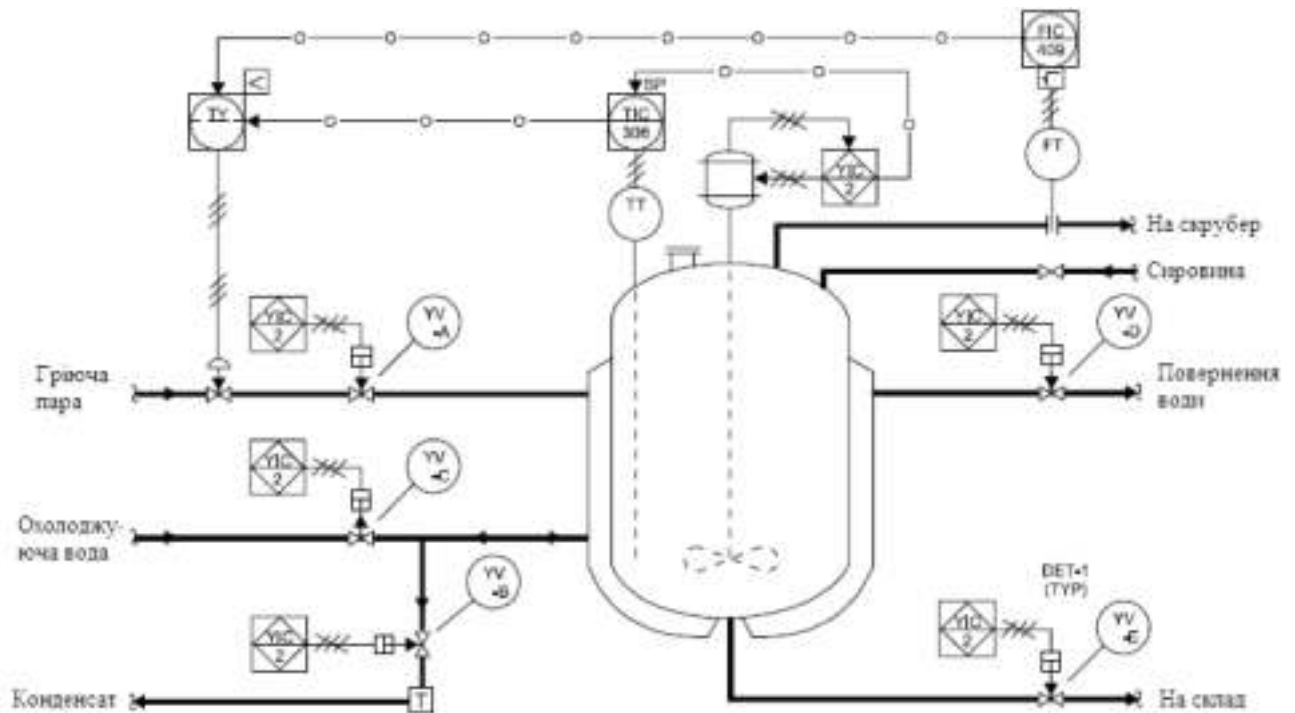 FIC
409
SP
TY
<
TIC
306
√
YIC
2
FT
TT
На скрубер
Сировина
YIC
2
YV
-A
YIC
2
YV
-D
Гріюча
пара
Повернення
води
YIC
2
YV
-C
Охолоджу-
юча вода
YV
-B
DET-1
(TYP)
YIC
2
YIC
2
YV
-E
Конденсат
T
На склад